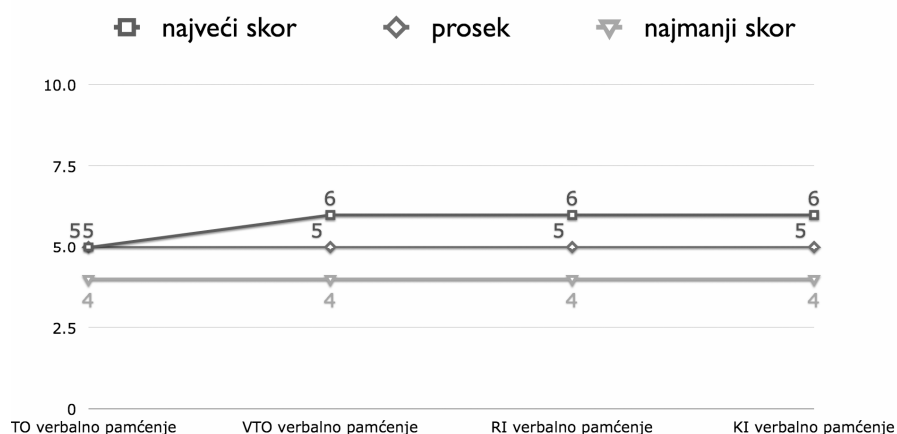 najveći skor prosek najmanji skor
10.0
7.5
6 6 6
55 5 5 5
5.0
4 4 4 4
2.5
0
TO verbalno pamćenje VTO verbalno pamćenje RI verbalno pamćenje KI verbalno pamćenje